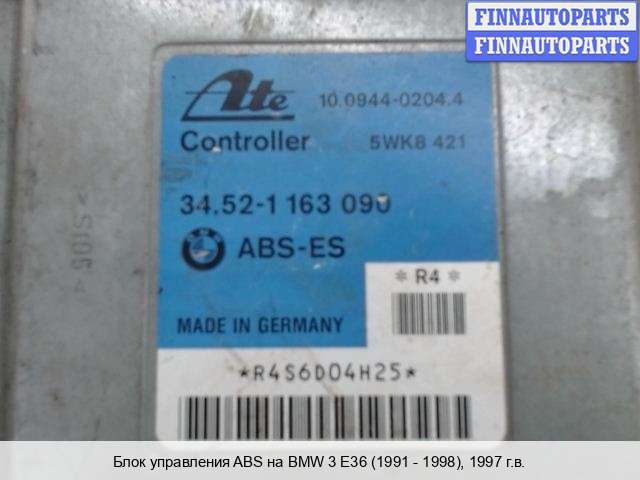 FINNAUTOPARTS
FINNAUTOPARTS
Ate
10.0944-0204.4
Controller
5WK8 421
34.52-1 163 090
ABS-ES
* R4 *
MADE IN GERMANY
*R4S6D04H25*
Блок управления ABS на BMW 3 E36 (1991 - 1998), 1997 г.в.